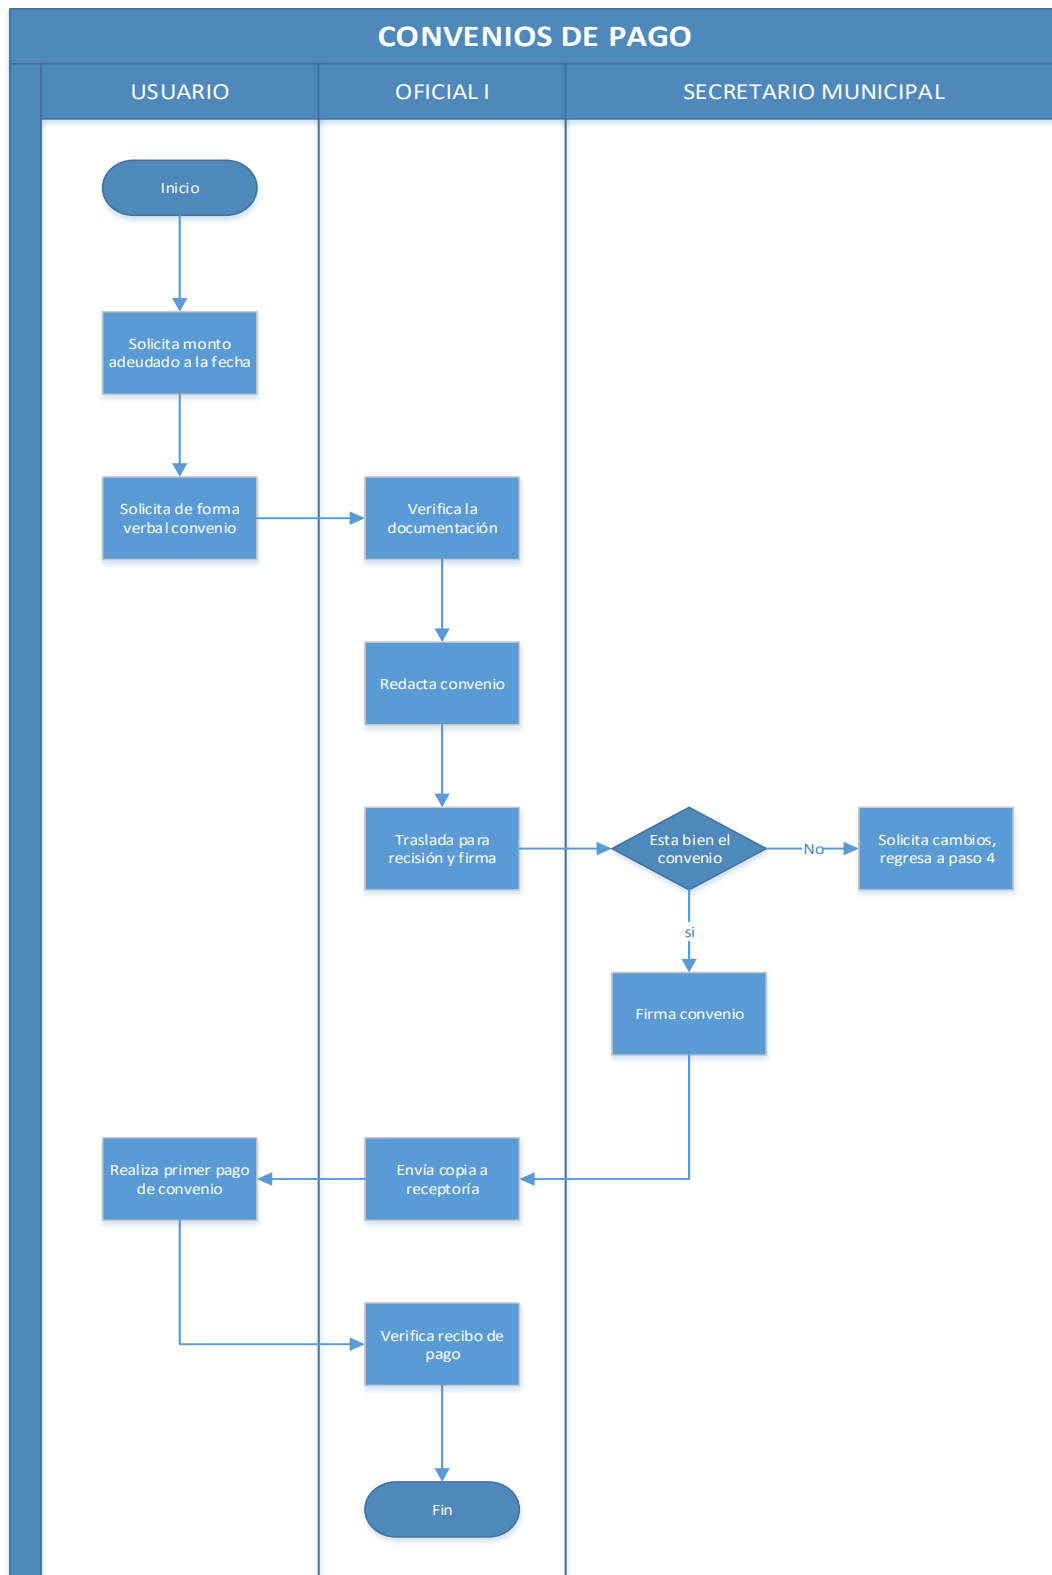 CONVENIOS DE PAGO
USUARIO
OFICIAL I
SECRETARIO MUNICIPAL
Inicio
Solicita monto
adeudado a la fecha
Solicita de forma
verbal convenio
Verifica la
documentación
Redacta convenio
Traslada para
recisión y firma
Esta bien el
convenio
No
Solicita cambios,
regresa a paso 4
si
Firma convenio
Realiza primer pago
de convenio
Envía copia a
receptoría
Verifica recibo de
pago
Fin